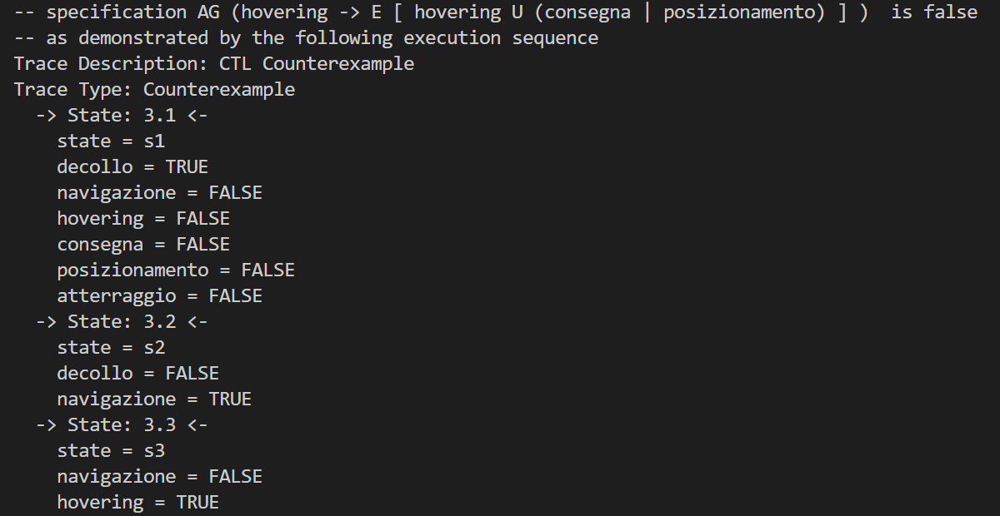 -- specification AG (hovering -> E [ hovering U (consegna | posizionamento) ] )  is false
-- as demonstrated by the following execution sequence
Trace Description: CTL Counterexample
Trace Type: Counterexample
  -> State: 3.1 <-
    state = s1
    decollo = TRUE
    navigazione = FALSE
    hovering = FALSE
    consegna = FALSE
    posizionamento = FALSE
    atterraggio = FALSE
  -> State: 3.2 <-
    state = s2
    decollo = FALSE
    navigazione = TRUE
  -> State: 3.3 <-
    state = s3
    navigazione = FALSE
    hovering = TRUE